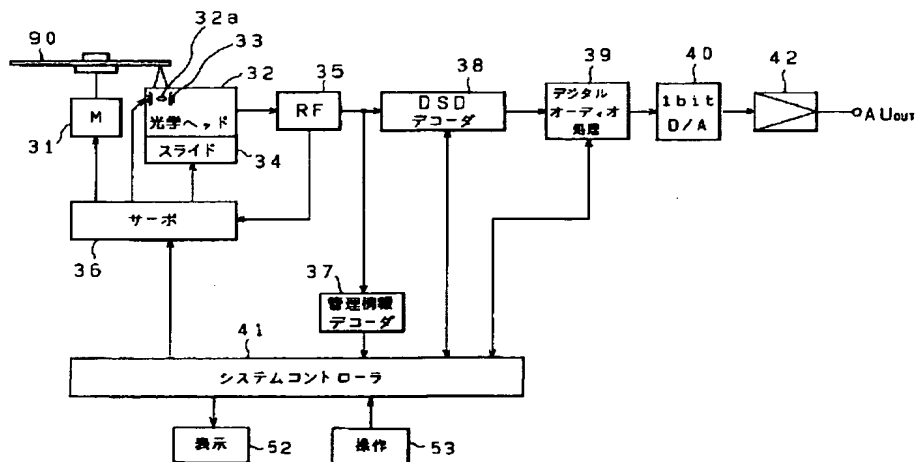 90
32a
33
32
35
38
39
40
42
M
31
光学ヘッド
スライド
34
RF
DSD
デコーダ
デジタル
オーディオ
処理
1bit
D/A
AUOUT
サーボ
36
37
管理情報
デコーダ
41
システムコントローラ
表示
52
操作
53